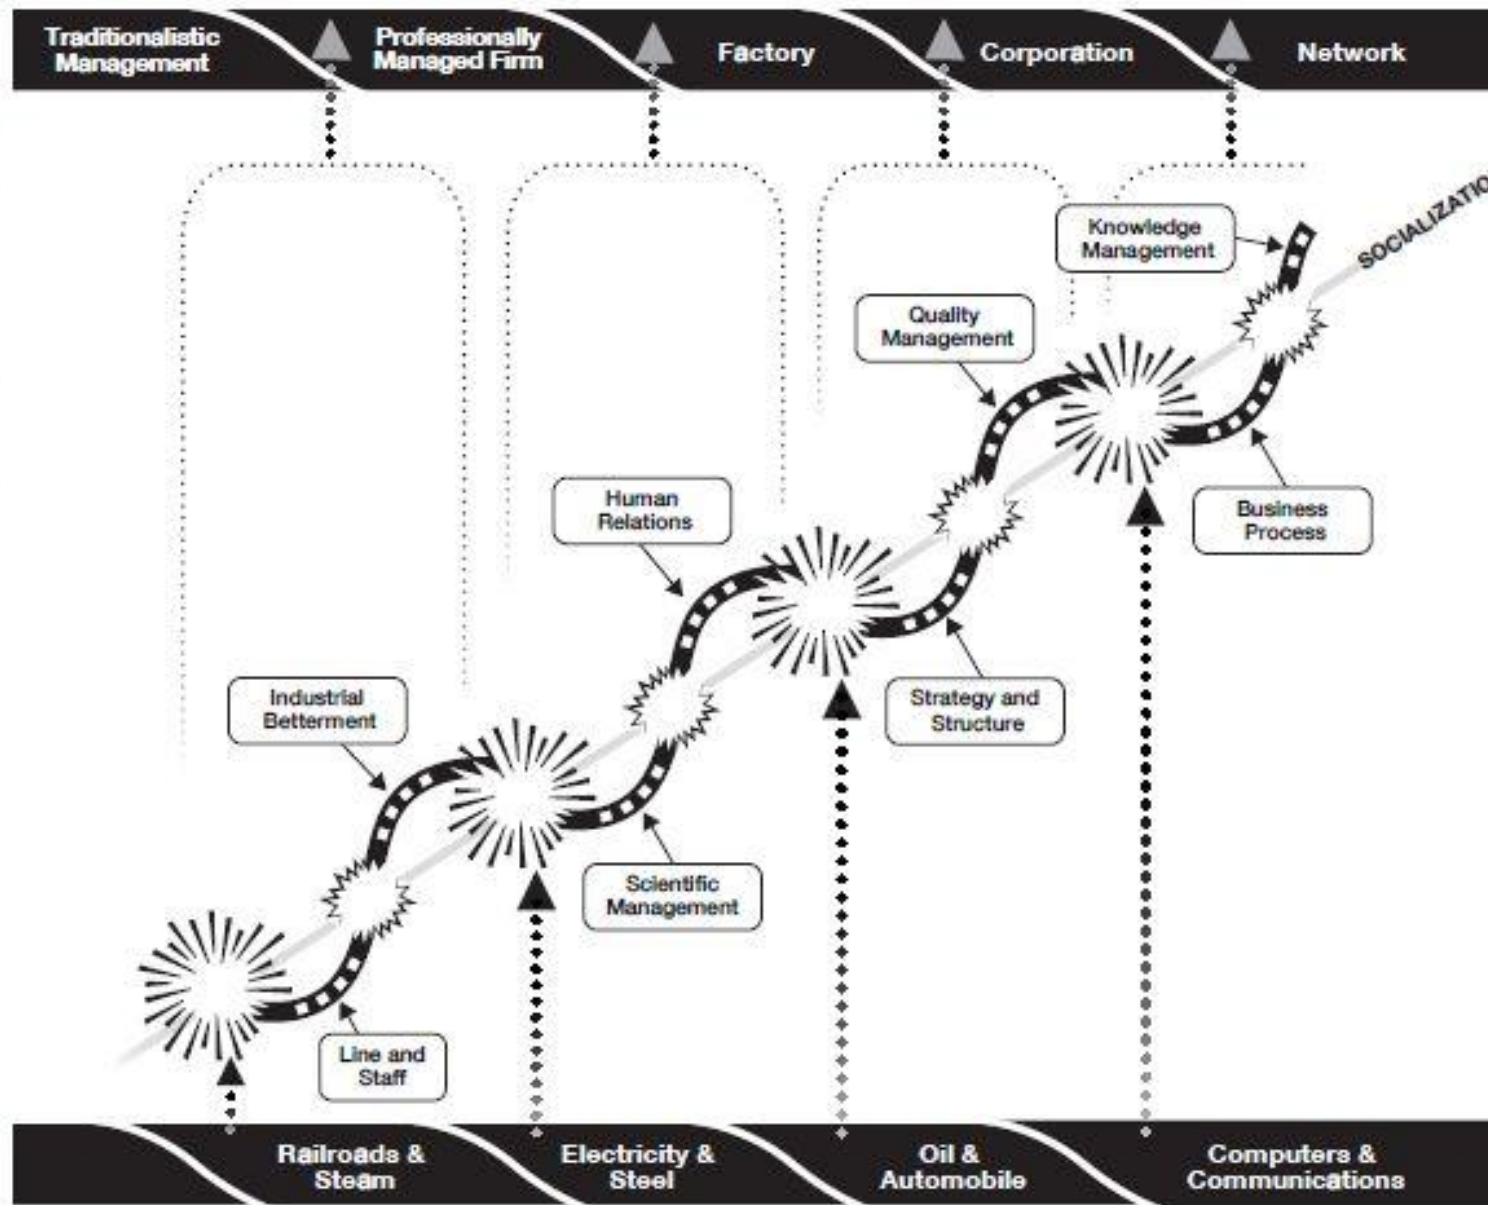 Traditionalistic
Management
Professionally
Managed Firm
Factory
Corporation
Network
SOCIALIZATIO
Knowledge
Management
Quality
Management
Business
Process
Human
Relations
Strategy and
Structure
Industrial
Betterment
Scientific
Management
Line and
Staff
Railroads &
Steam
Electricity &
Steel
Oil &
Automobile
Computers &
Communications